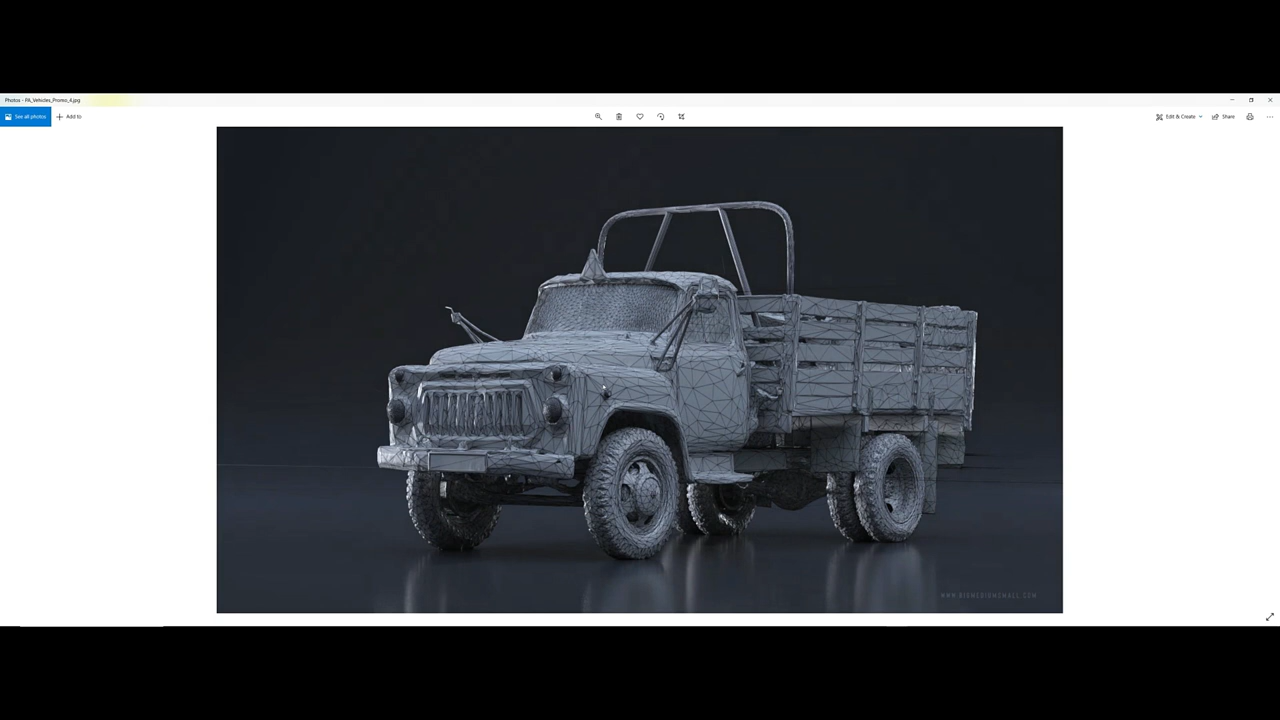 Photos - PA_Vehicles_Promo_4.jpg
See all photos
Add to
Edit & Create
Share
WWW.BIGMEDIUMSMALL.COM